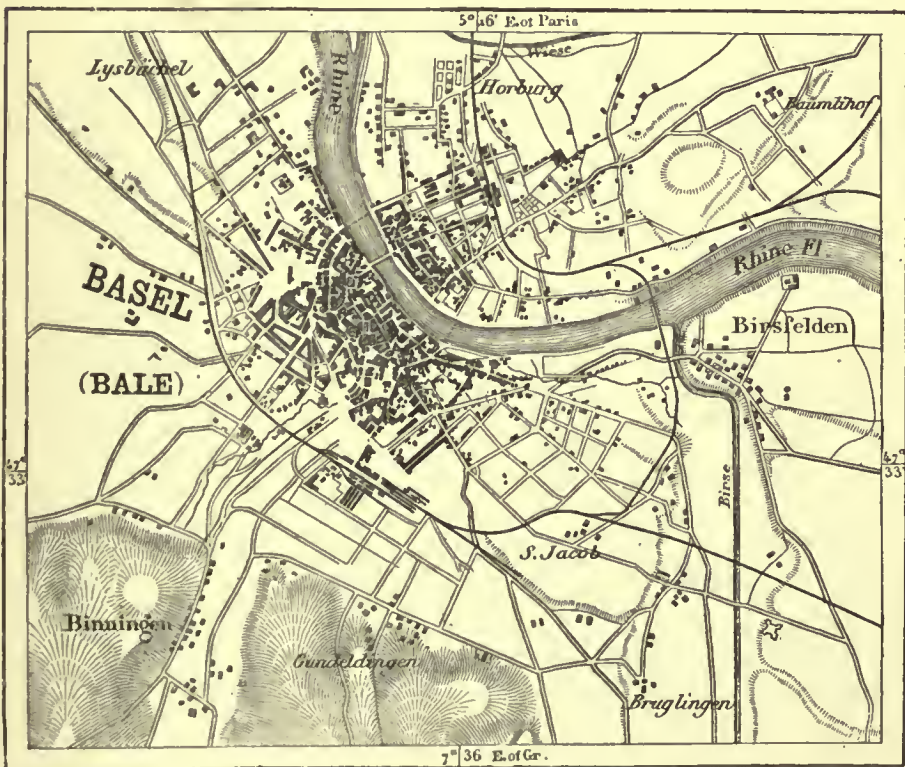 5° 16' E. of Paris
Lysbüchel
Rhine
Wiese
Horburg
Baumlihof
BASEL
Rhine Fl
Birsfelden
(BALE)
47°
33'
47°
33'
Birse
S. Jacob
Binningen
Gundeldingen
Bruglingen
7° 36 E. of Gr.